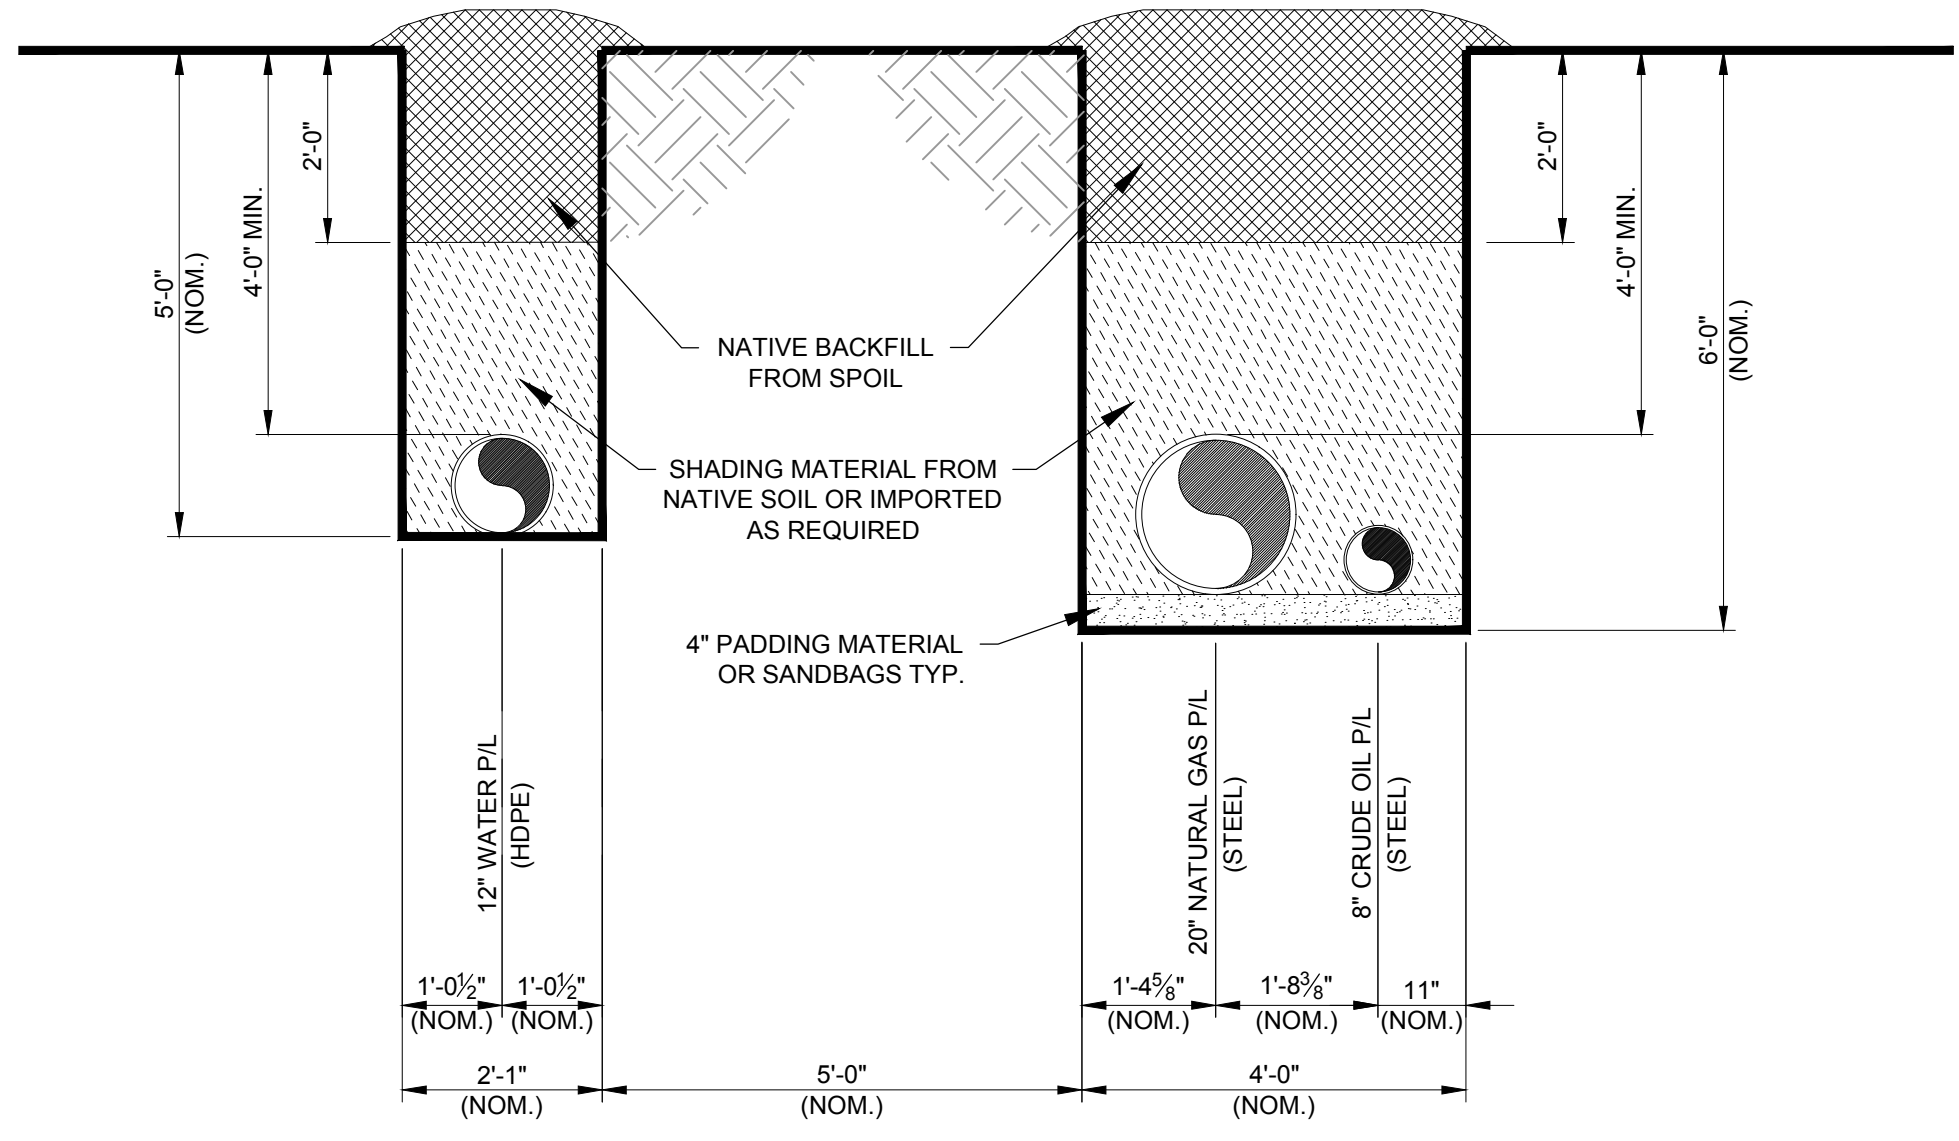 5'-0"
(NOM.)
4'-0" MIN.
2'-0"
NATIVE BACKFILL
FROM SPOIL
SHADING MATERIAL FROM
NATIVE SOIL OR IMPORTED
AS REQUIRED
4" PADDING MATERIAL
OR SANDBAGS TYP.
2'-0"
4'-0" MIN.
6'-0"
(NOM.)
12" WATER P/L
(HDPE)
20" NATURAL GAS P/L
(STEEL)
8" CRUDE OIL P/L
(STEEL)
1'-0½"
(NOM.)
1'-0½"
(NOM.)
1'-4⅝"
(NOM.)
1'-8⅜"
(NOM.)
11"
(NOM.)
2'-1"
(NOM.)
5'-0"
(NOM.)
4'-0"
(NOM.)